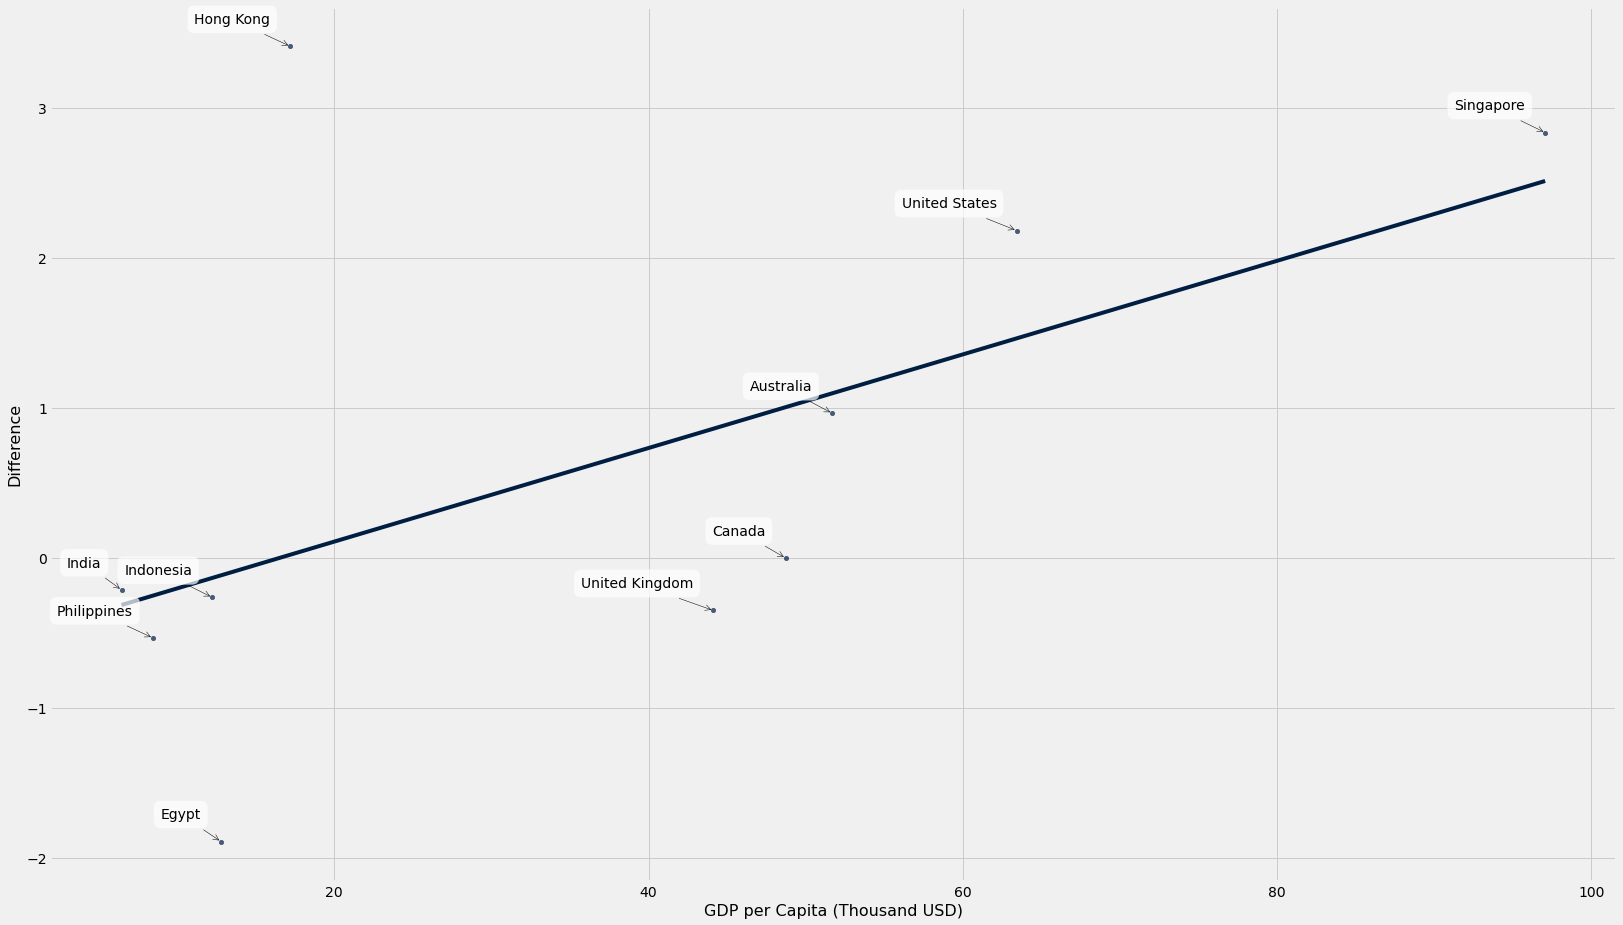 Hong Kong
3
Singapore
United States
2
Australia
1
Difference
Canada
0
India
Indonesia
United Kingdom
Philippines
−1
Egypt
−2
20
40
60
80
100
GDP per Capita (Thousand USD)